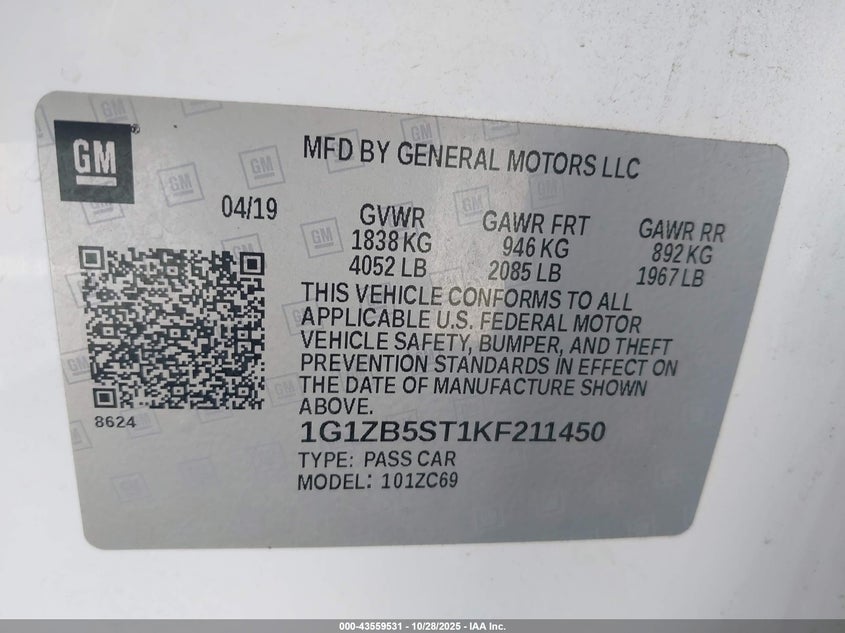 GM
MFD BY GENERAL MOTORS LLC
04/19
GVWR GAWR FRT GAWR RR
1838 KG 946 KG 892 KG
4052 LB 2085 LB 1967 LB
THIS VEHICLE CONFORMS TO ALL
APPLICABLE U.S. FEDERAL MOTOR
VEHICLE SAFETY, BUMPER, AND THEFT
PREVENTION STANDARDS IN EFFECT ON
THE DATE OF MANUFACTURE SHOWN
ABOVE.
8624
1G1ZB5ST1KF211450
TYPE: PASS CAR
MODEL: 101ZC69
000-43559531 - 10/28/2025 - IAA Inc.